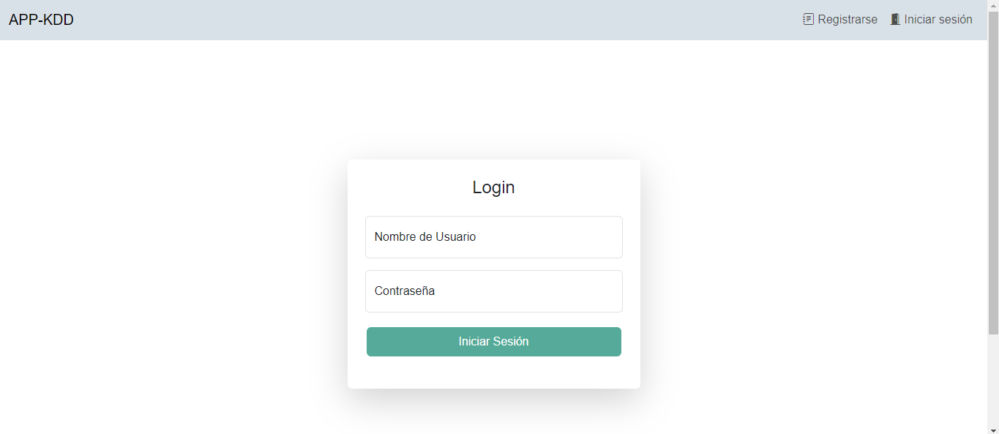 APP-KDD
Registrarse
Iniciar sesión
Login
Nombre de Usuario
Contraseña
Iniciar Sesión